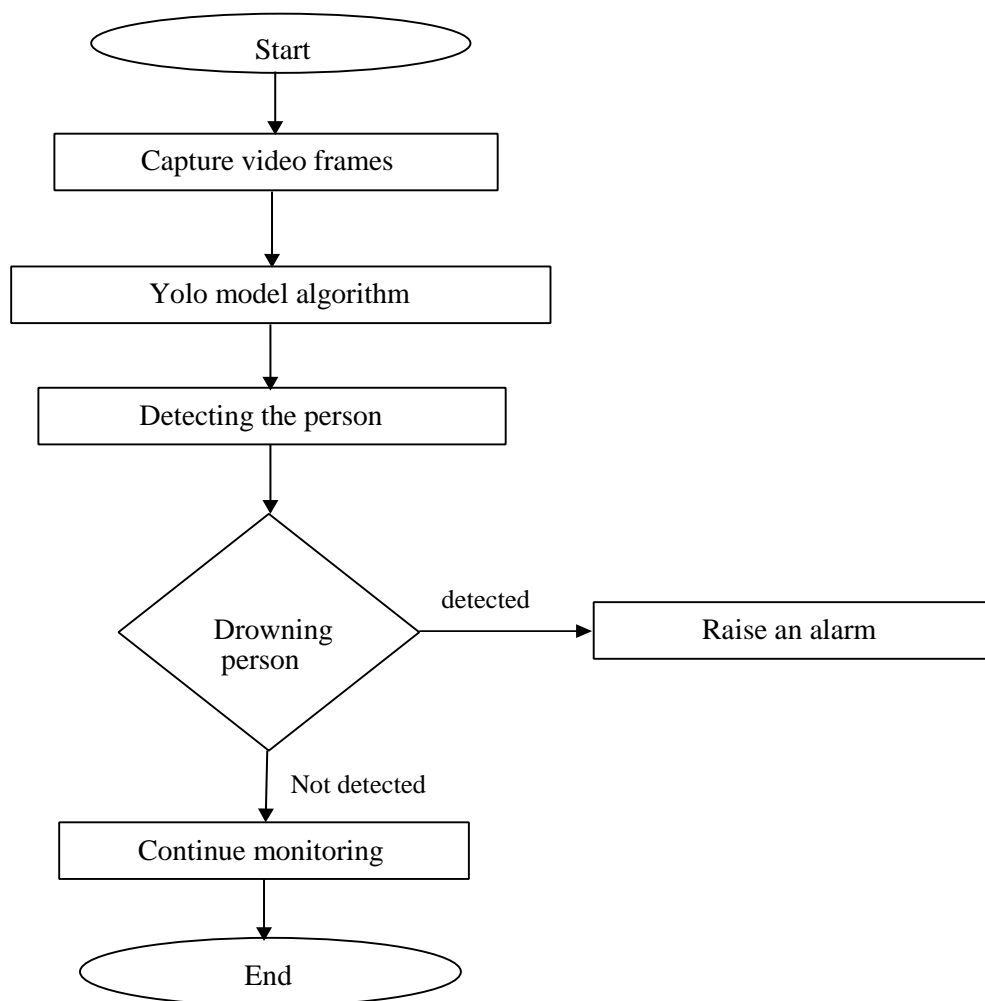 Start
Capture video frames
Yolo model algorithm
Detecting the person
detected
Drowning
person
Raise an alarm
Not detected
Continue monitoring
End